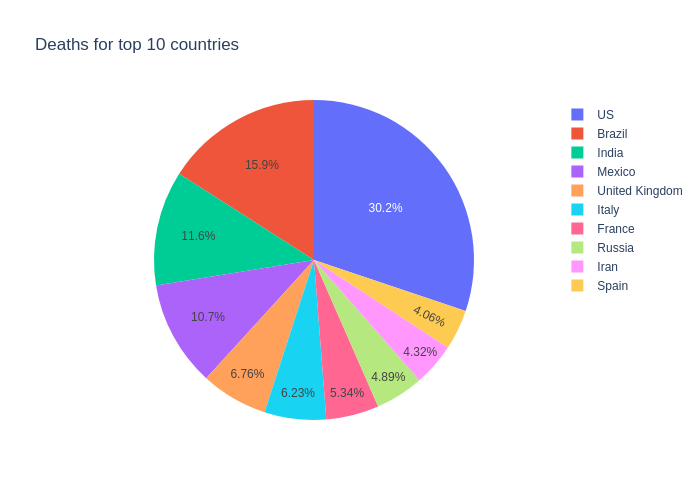 Deaths for top 10 countries
US
Brazil
India
Mexico
United Kingdom
Italy
France
Russia
Iran
Spain
15.9%
30.2%
11.6%
10.7%
4.06%
4.32%
6.76%
4.89%
6.23%
5.34%